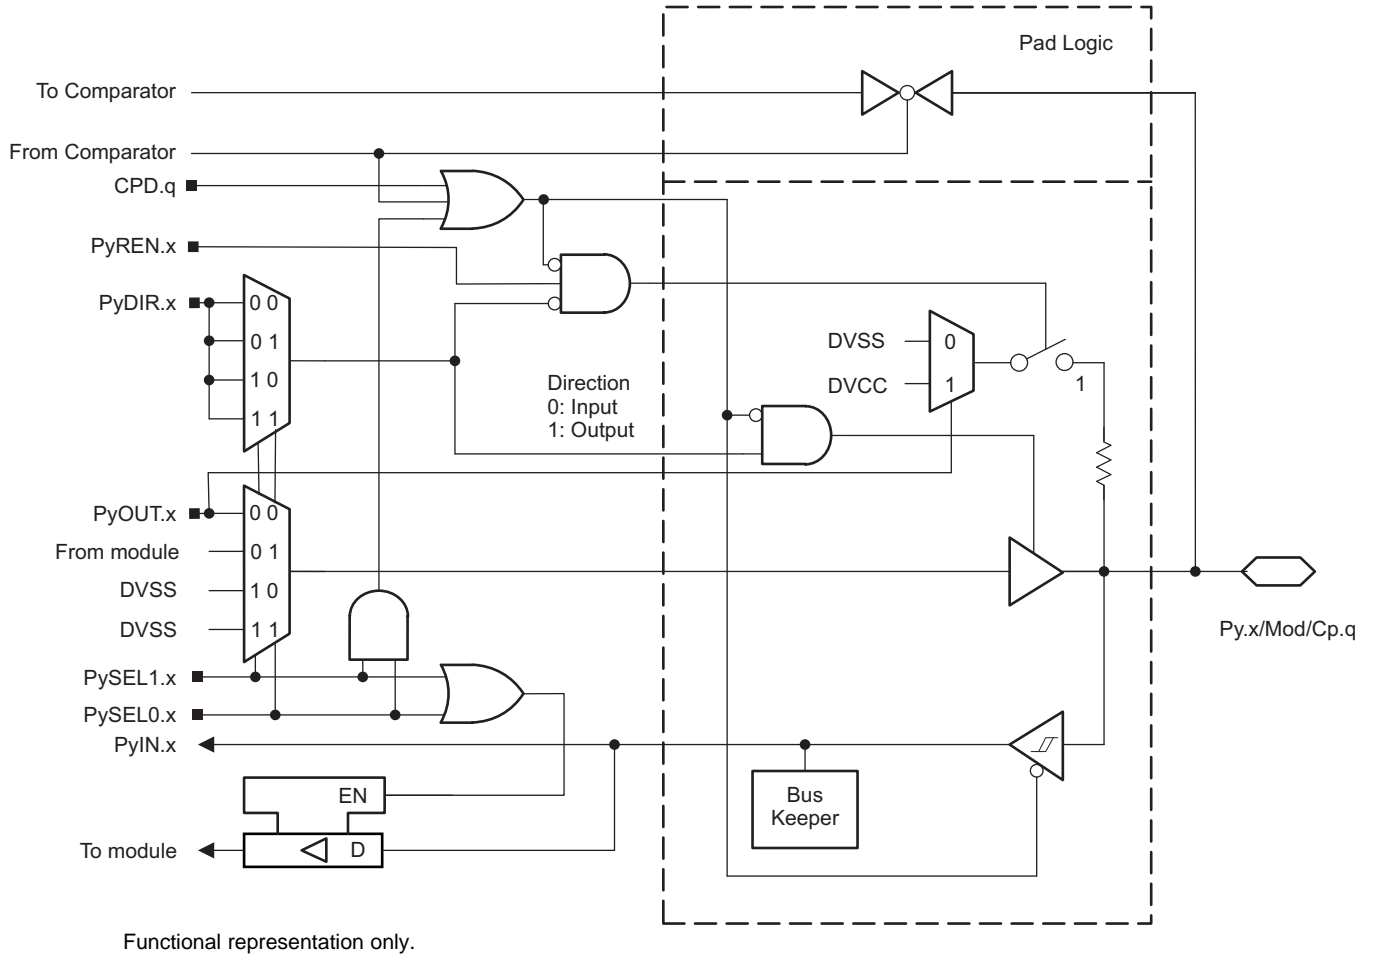 Pad Logic
To Comparator
From Comparator
CPD.q
PyREN.x
PyDIR.x
0 0
0 1
1 0
1 1
Direction
0: Input
1: Output
DVSS
0
DVCC
1
1
PyOUT.x
0 0
From module
0 1
DVSS
1 0
DVSS
1 1
Py.x/Mod/Cp.q
PySEL1.x
PySEL0.x
PyIN.x
EN
Bus
Keeper
To module
D
Functional representation only.